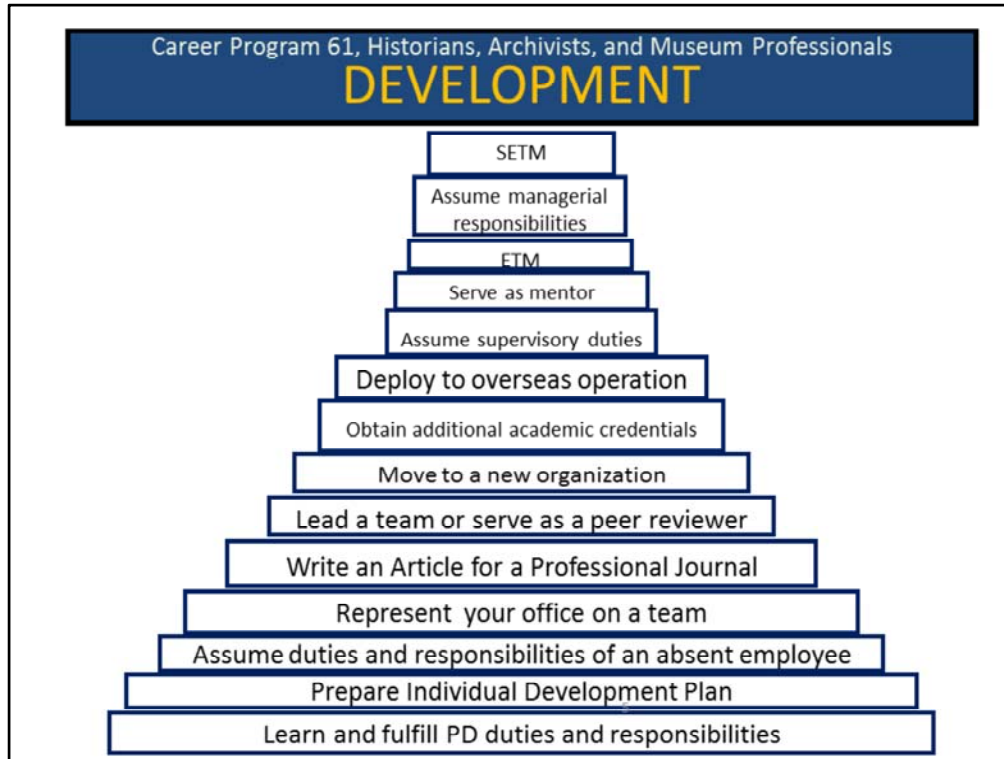 Career Program 61, Historians, Archivists, and Museum Professionals
DEVELOPMENT
SETM
Assume managerial
responsibilities
ETM
Serve as mentor
Assume supervisory duties
Deploy to overseas operation
Obtain additional academic credentials
Move to a new organization
Lead a team or serve as a peer reviewer
Write an Article for a Professional Journal
Represent your office on a team
Assume duties and responsibilities of an absent employee
Prepare Individual Development Plan
5
Learn and fulfill PD duties and responsibilities